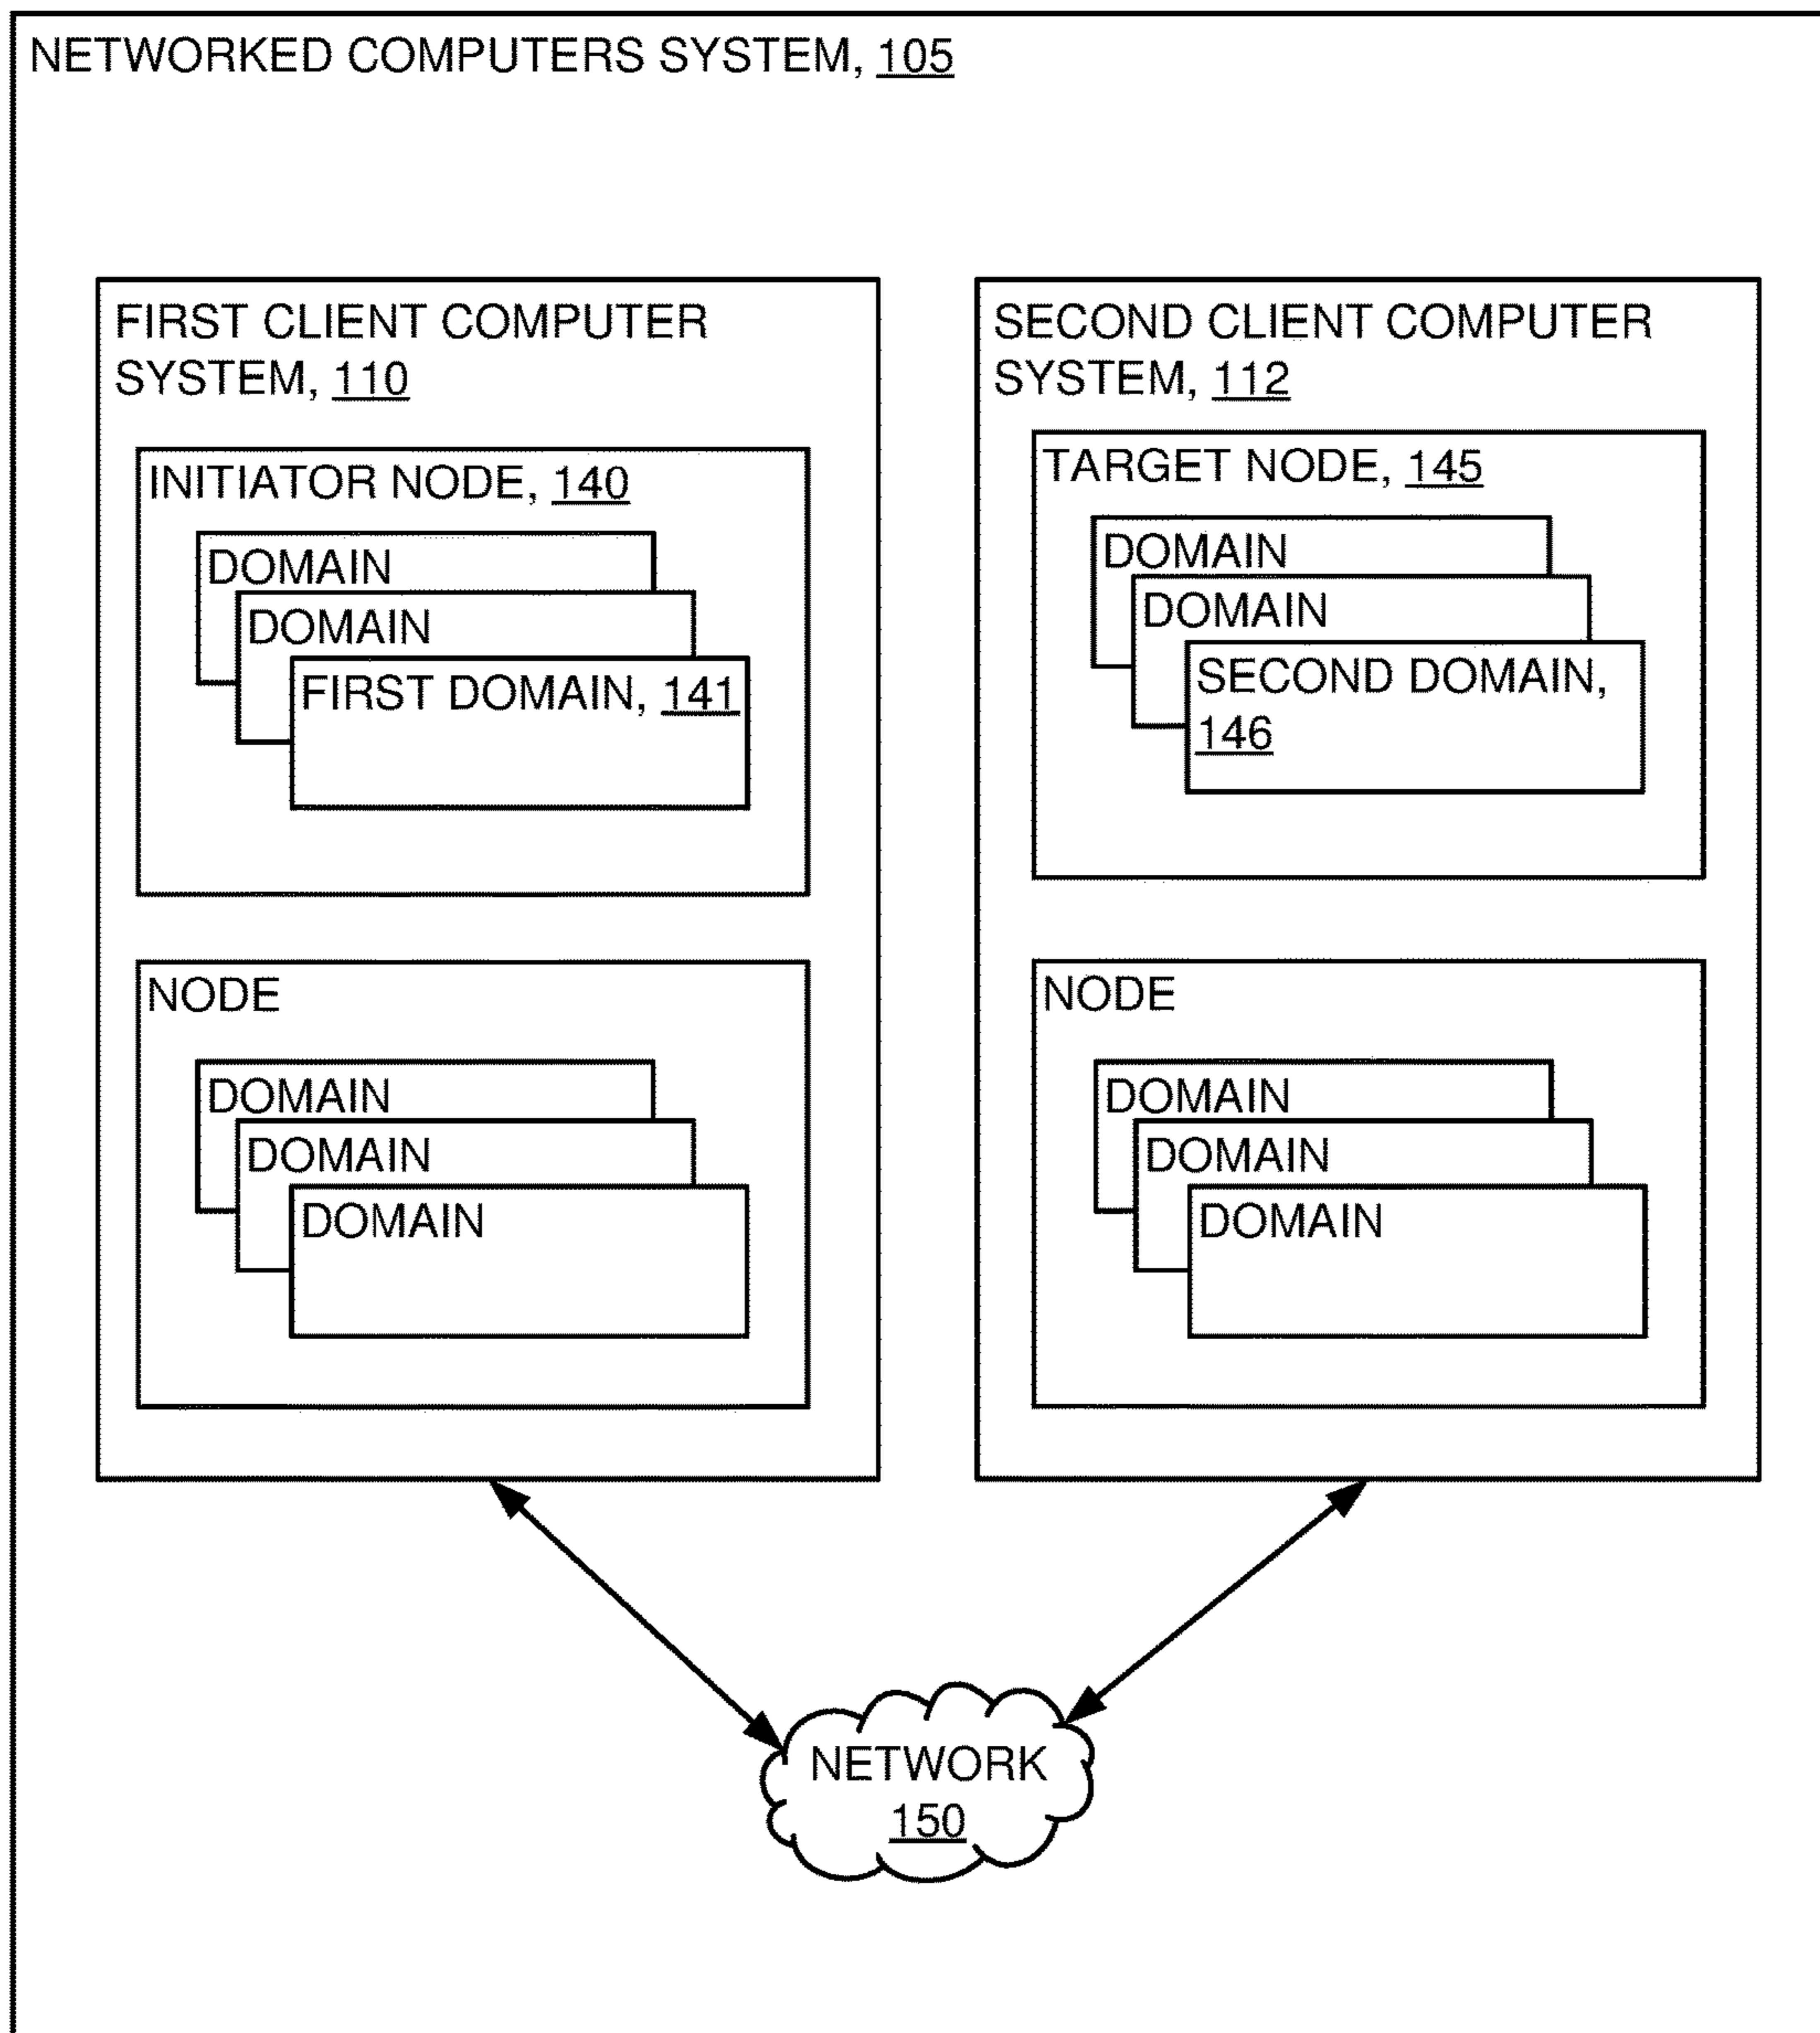 NETWORKED COMPUTERS SYSTEM, 105
FIRST CLIENT COMPUTER
SYSTEM, 110
INITIATOR NODE, 140
DOMAIN
DOMAIN
FIRST DOMAIN, 141
NODE
DOMAIN
DOMAIN
DOMAIN
SECOND CLIENT COMPUTER
SYSTEM, 112
TARGET NODE, 145
DOMAIN
DOMAIN
SECOND DOMAIN,
146
NODE
DOMAIN
DOMAIN
DOMAIN
NETWORK
150